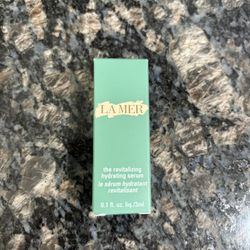 LA MER
the revitalizing
hydrating serum
le sérum hydratant
revitalisant
0.1 fl. oz. liq./3ml